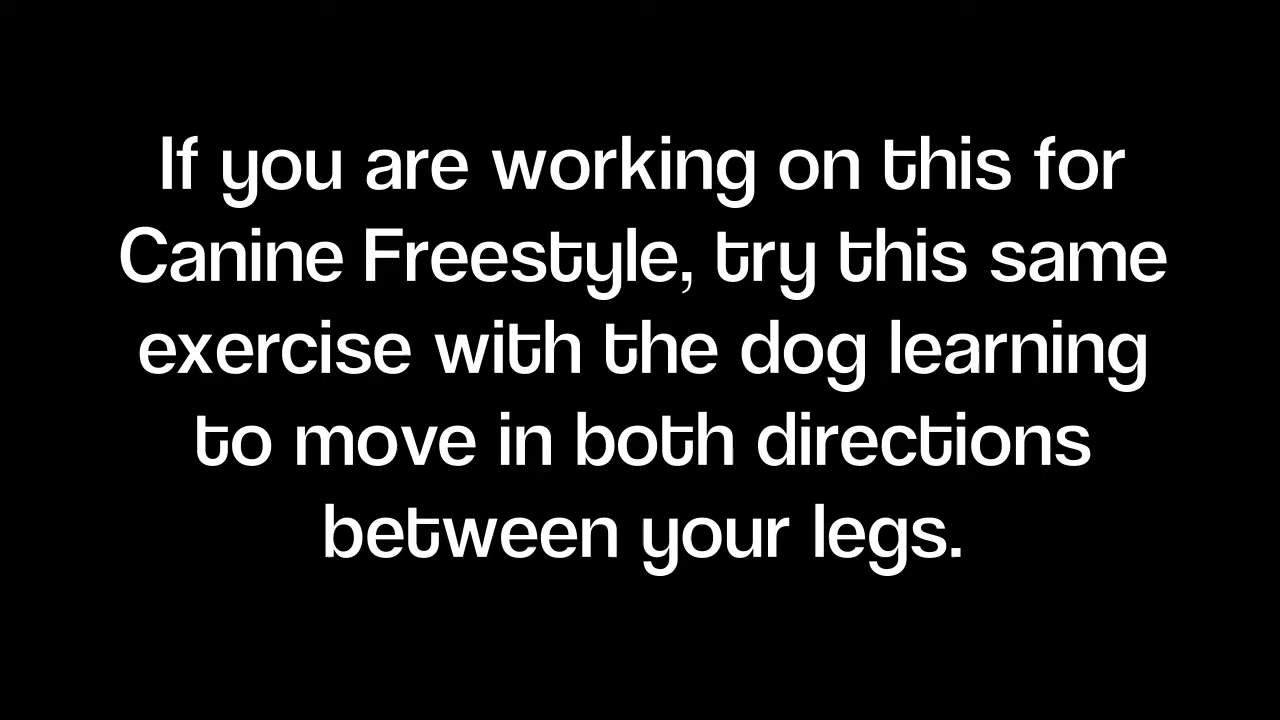 If you are working on this for
Canine Freestyle, try this same
exercise with the dog learning
to move in both directions
between your legs.